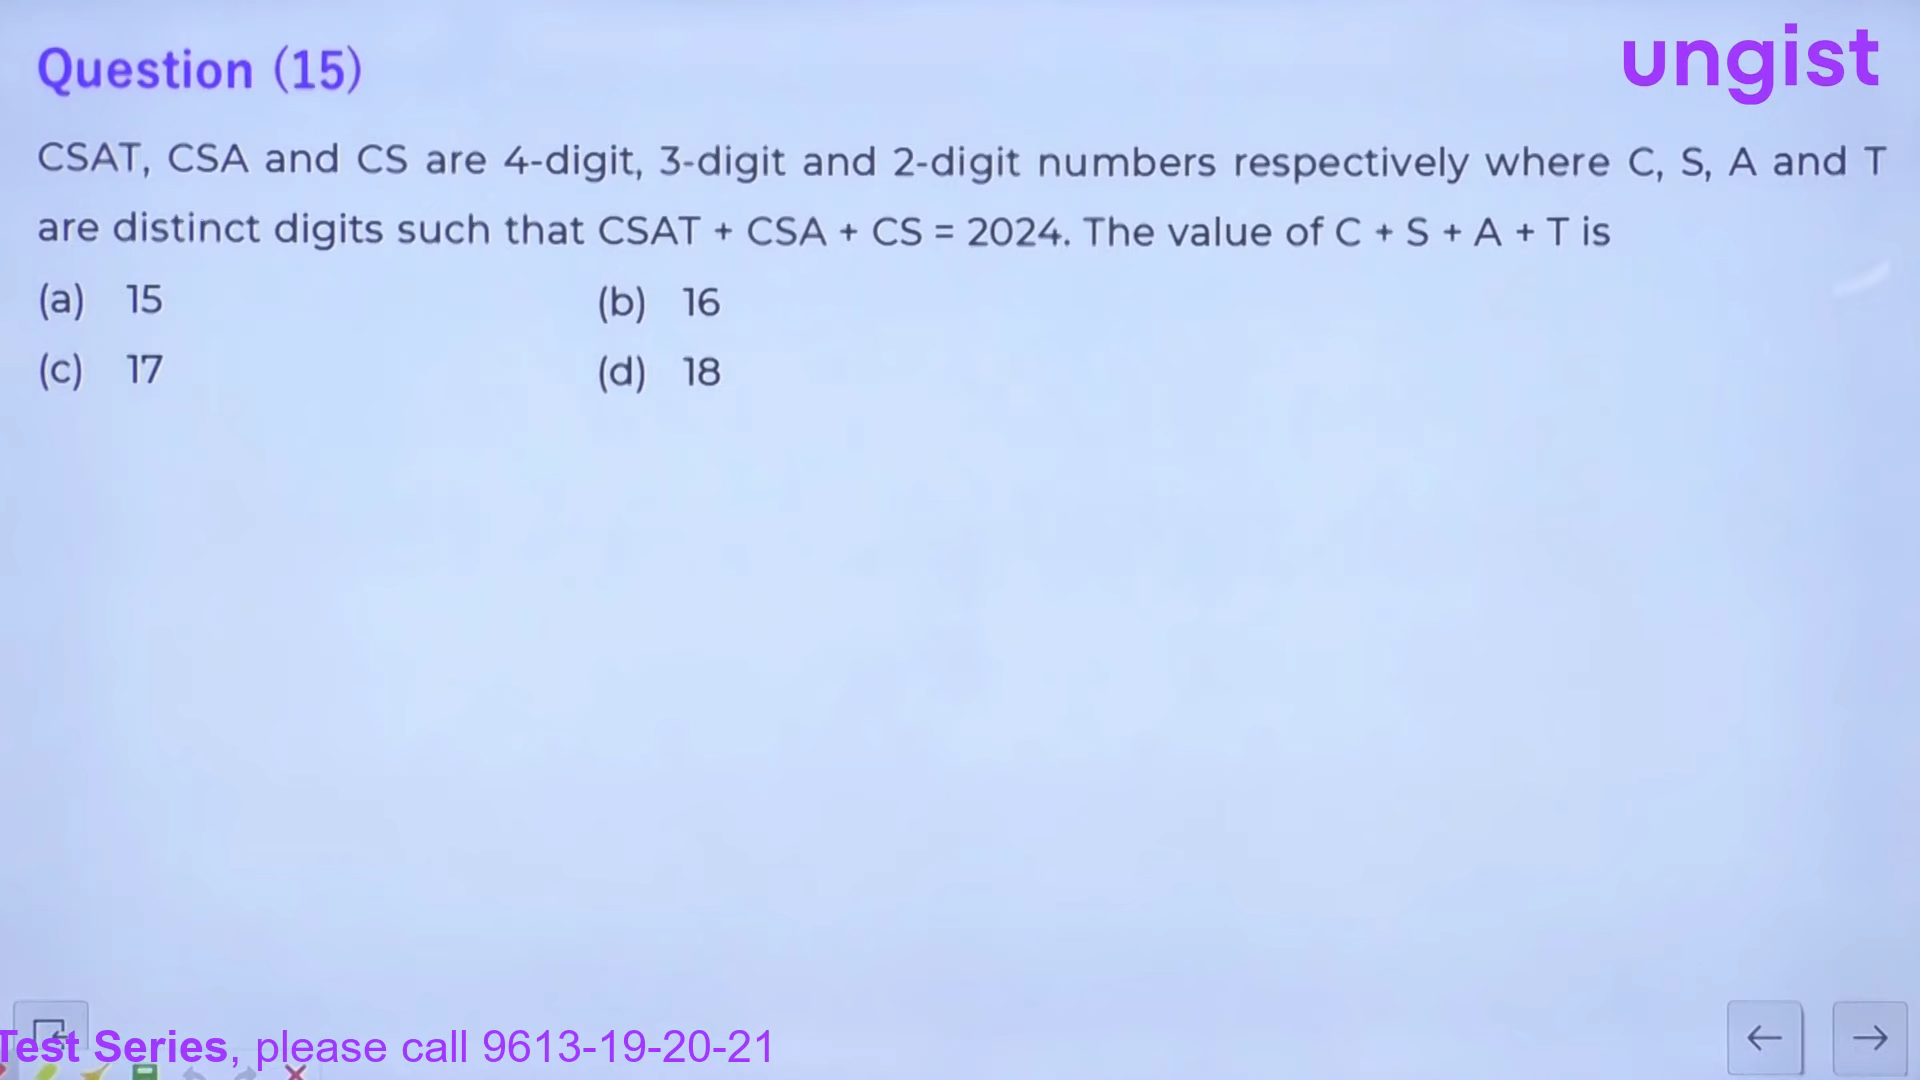 Question (15)
ungist
CSAT, CSA and CS are 4-digit, 3-digit and 2-digit numbers respectively where C, S, A and T
are distinct digits such that CSAT + CSA + CS = 2024. The value of C + S + A + T is
(a) 15 (b) 16
(c) 17 (d) 18
Test Series, please call 9613-19-20-21